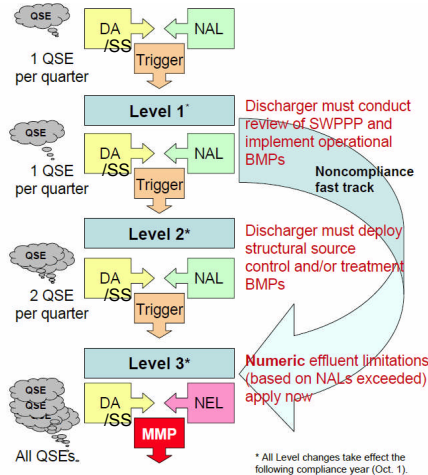 QSE
DA
/SS
NAL
1 QSE
per quarter
Trigger
Level 1*
Discharger must conduct
review of SWPPP and
implement operational
BMPs
QSE
DA
/SS
NAL
1 QSE
per quarter
Trigger
Noncompliance
fast track
Level 2*
Discharger must deploy
structural source
control and/or treatment
BMPs
QSE
DA
/SS
NAL
2 QSE
per quarter
Trigger
Level 3*
Numeric effluent limitations
(based on NALs exceeded)
apply now
QSE
QSE
QSE
DA
/SS
NEL
All QSEs
MMP
* All Level changes take effect the
following compliance year (Oct. 1).